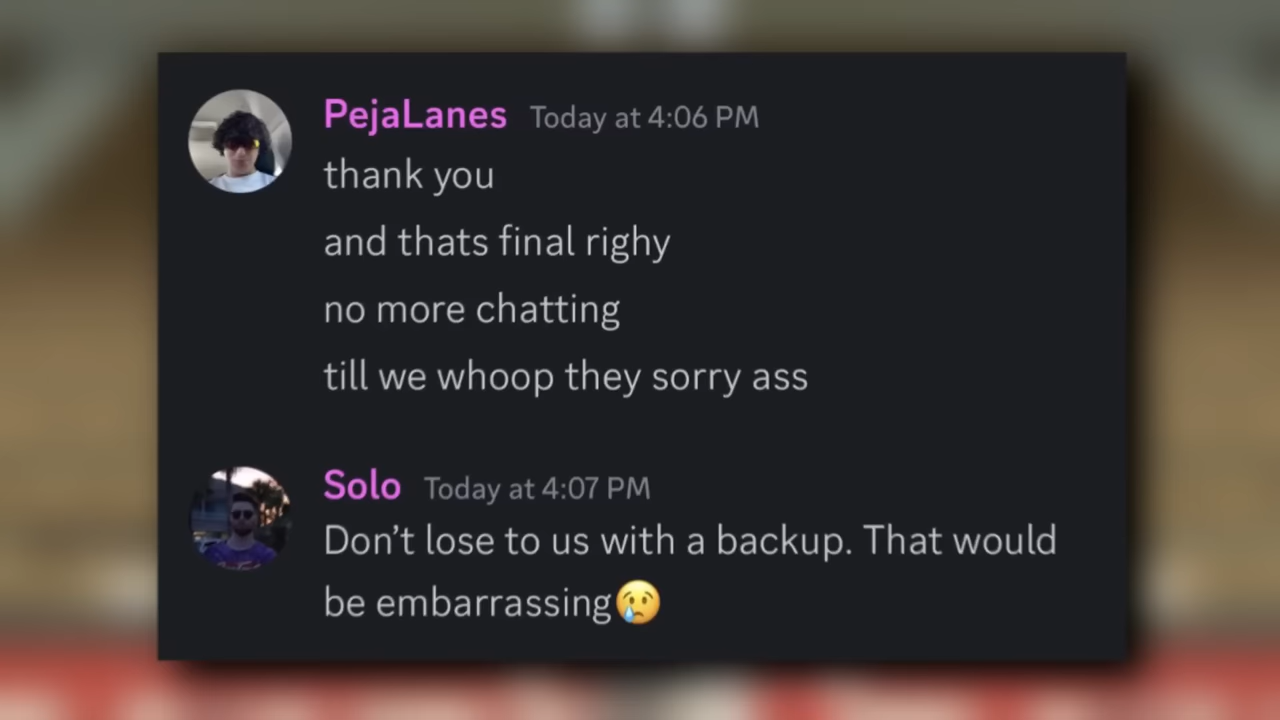 PejaLanes Today at 4:06 PM
thank you
and thats final righy
no more chatting
till we whoop they sorry ass
Solo Today at 4:07 PM
Don’t lose to us with a backup. That would
be embarrassing😢